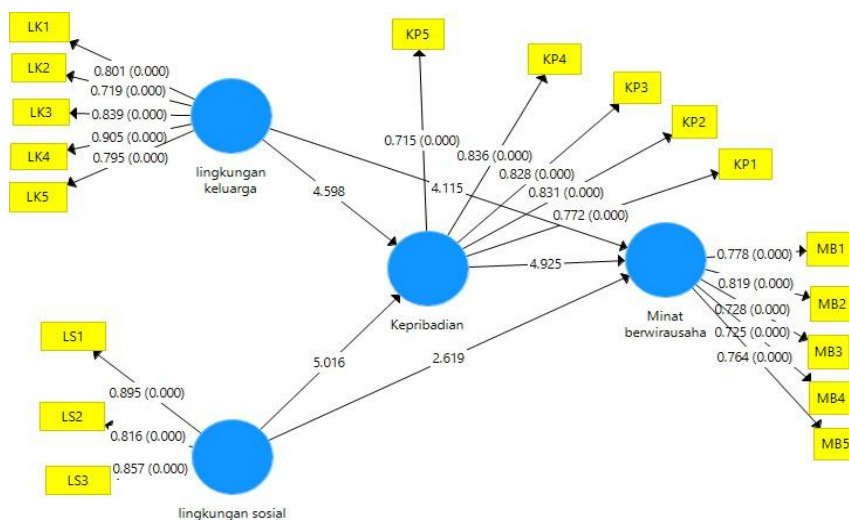 LK1
LK2
LK3
LK4
LK5
0.801 (0.000)
0.719 (0.000)
0.839 (0.000)
0.905 (0.000)
0.795 (0.000)
lingkungan
keluarga
KP5
KP4
KP3
KP2
KP1
0.715 (0.000)
0.836 (0.000)
0.828 (0.000)
0.831 (0.000)
0.772 (0.000)
4.598
4.115
Kepribadian
4.925
Minat
berwirausaha
0.778 (0.000)
0.819 (0.000)
0.728 (0.000)
0.725 (0.000)
0.764 (0.000)
MB1
MB2
MB3
MB4
MB5
5.016
2.619
LS1
LS2
LS3
0.895 (0.000)
0.816 (0.000)
0.857 (0.000)
lingkungan sosial